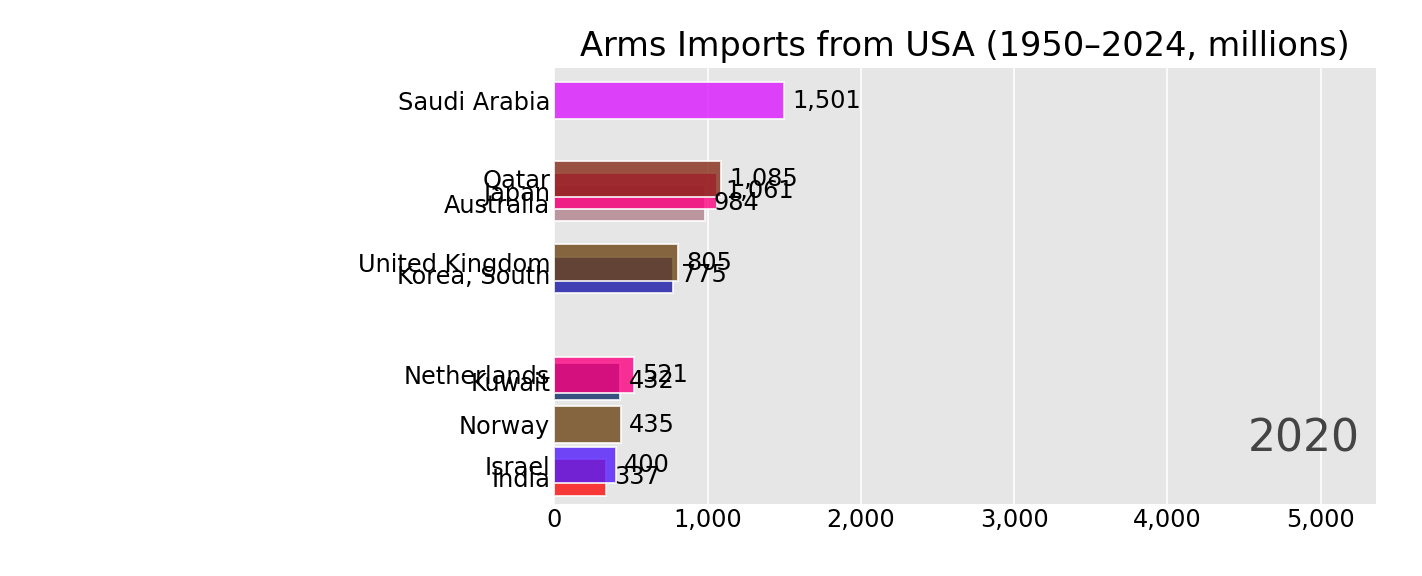 Arms Imports from USA (1950–2024, millions)
Saudi Arabia 1,501
Qatar 1,085
Japan 1,061
Australia 984
United Kingdom 805
Korea, South 775
Netherlands 521
Kuwait 432
Norway 435
Israel 400
India 337
2020
0 1,000 2,000 3,000 4,000 5,000